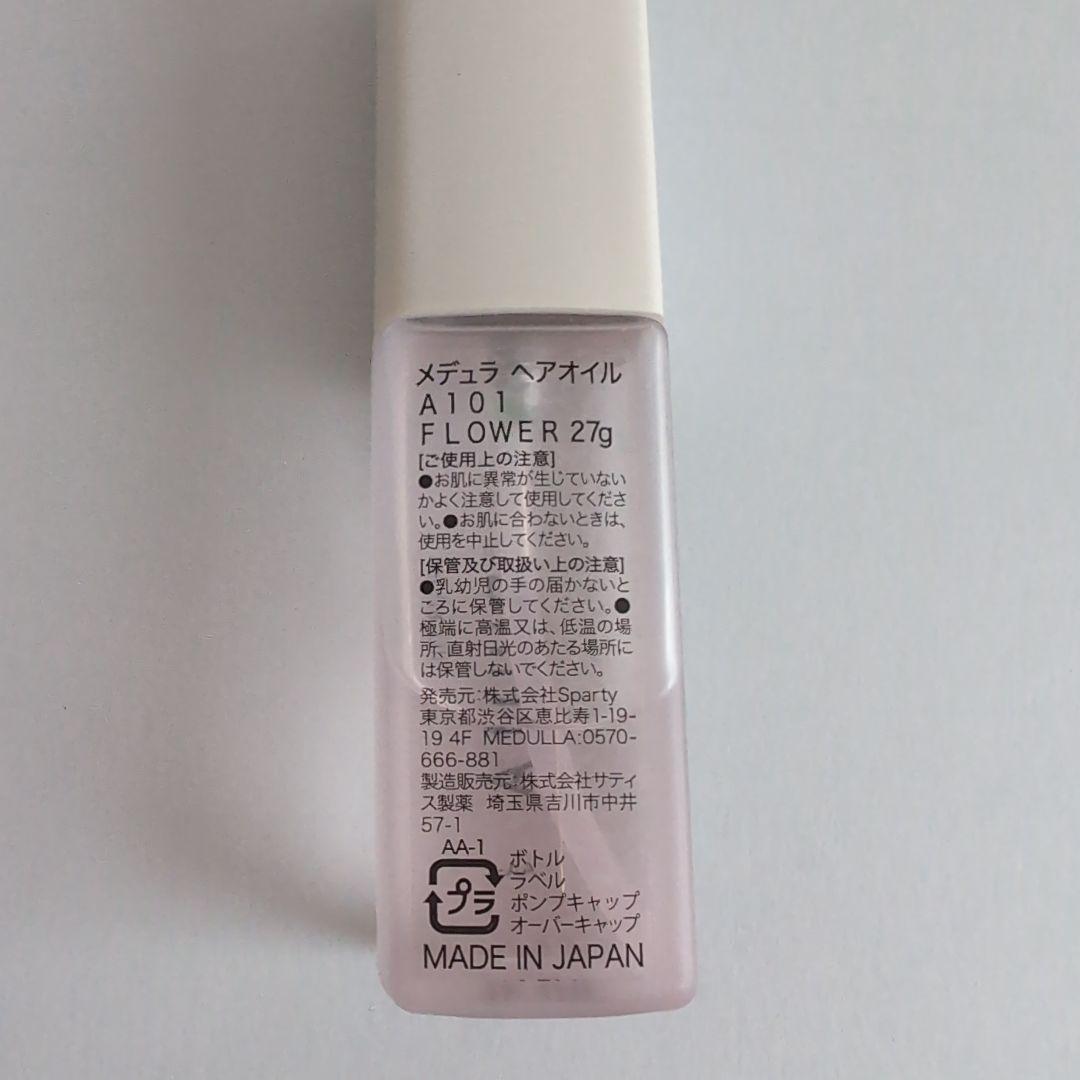 メデュラ ヘアオイル
A101
FLOWER 27g
[ご使用上の注意]
●お肌に異常が生じていない
かよく注意して使用してくださ
い。●お肌に合わないときは、
使用を中止してください。
[保管及び取扱い上の注意]
●乳幼児の手の届かないと
ころに保管してください。●
極端に高温又は、低温の場
所、直射日光のあたる場所に
は保管しないでください。
発売元:株式会社Sparty
東京都渋谷区恵比寿1-19-
19 4F MEDULLA:0570-
666-881
製造販売元:株式会社サティ
ス製薬 埼玉県吉川市中井
57-1
AA-1
プラ
ボトル
ラベル
ポンプキャップ
オーバーキャップ
MADE IN JAPAN